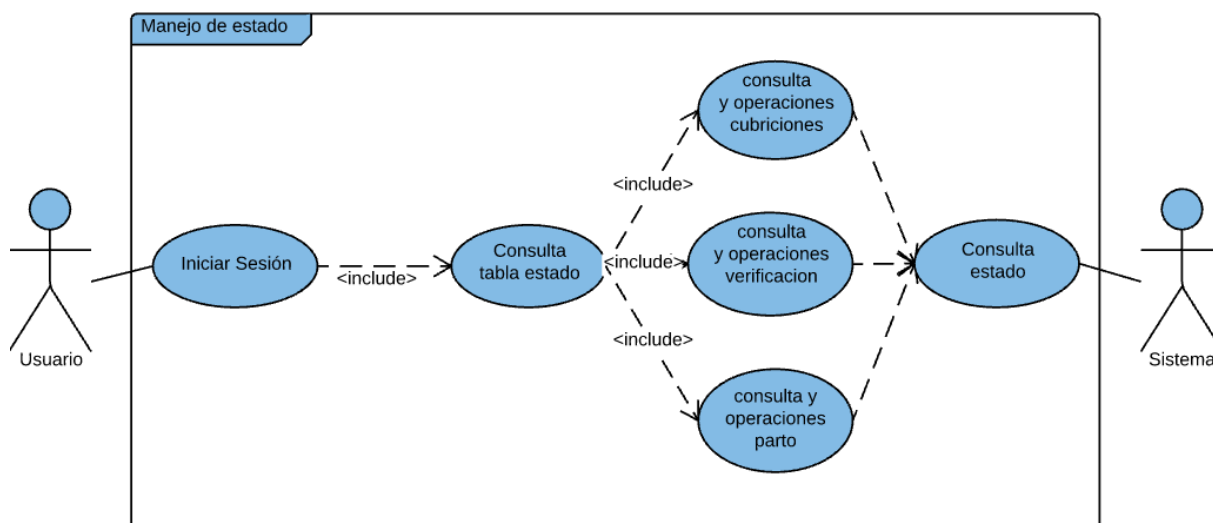 Manejo de estado
consulta
y operaciones
cubriciones
<include>
Iniciar Sesión
<include>
Consulta
tabla estado
<include>
consulta
y operaciones
verificacion
Consulta
estado
<include>
consulta y
operaciones
parto
Usuario
Sistema